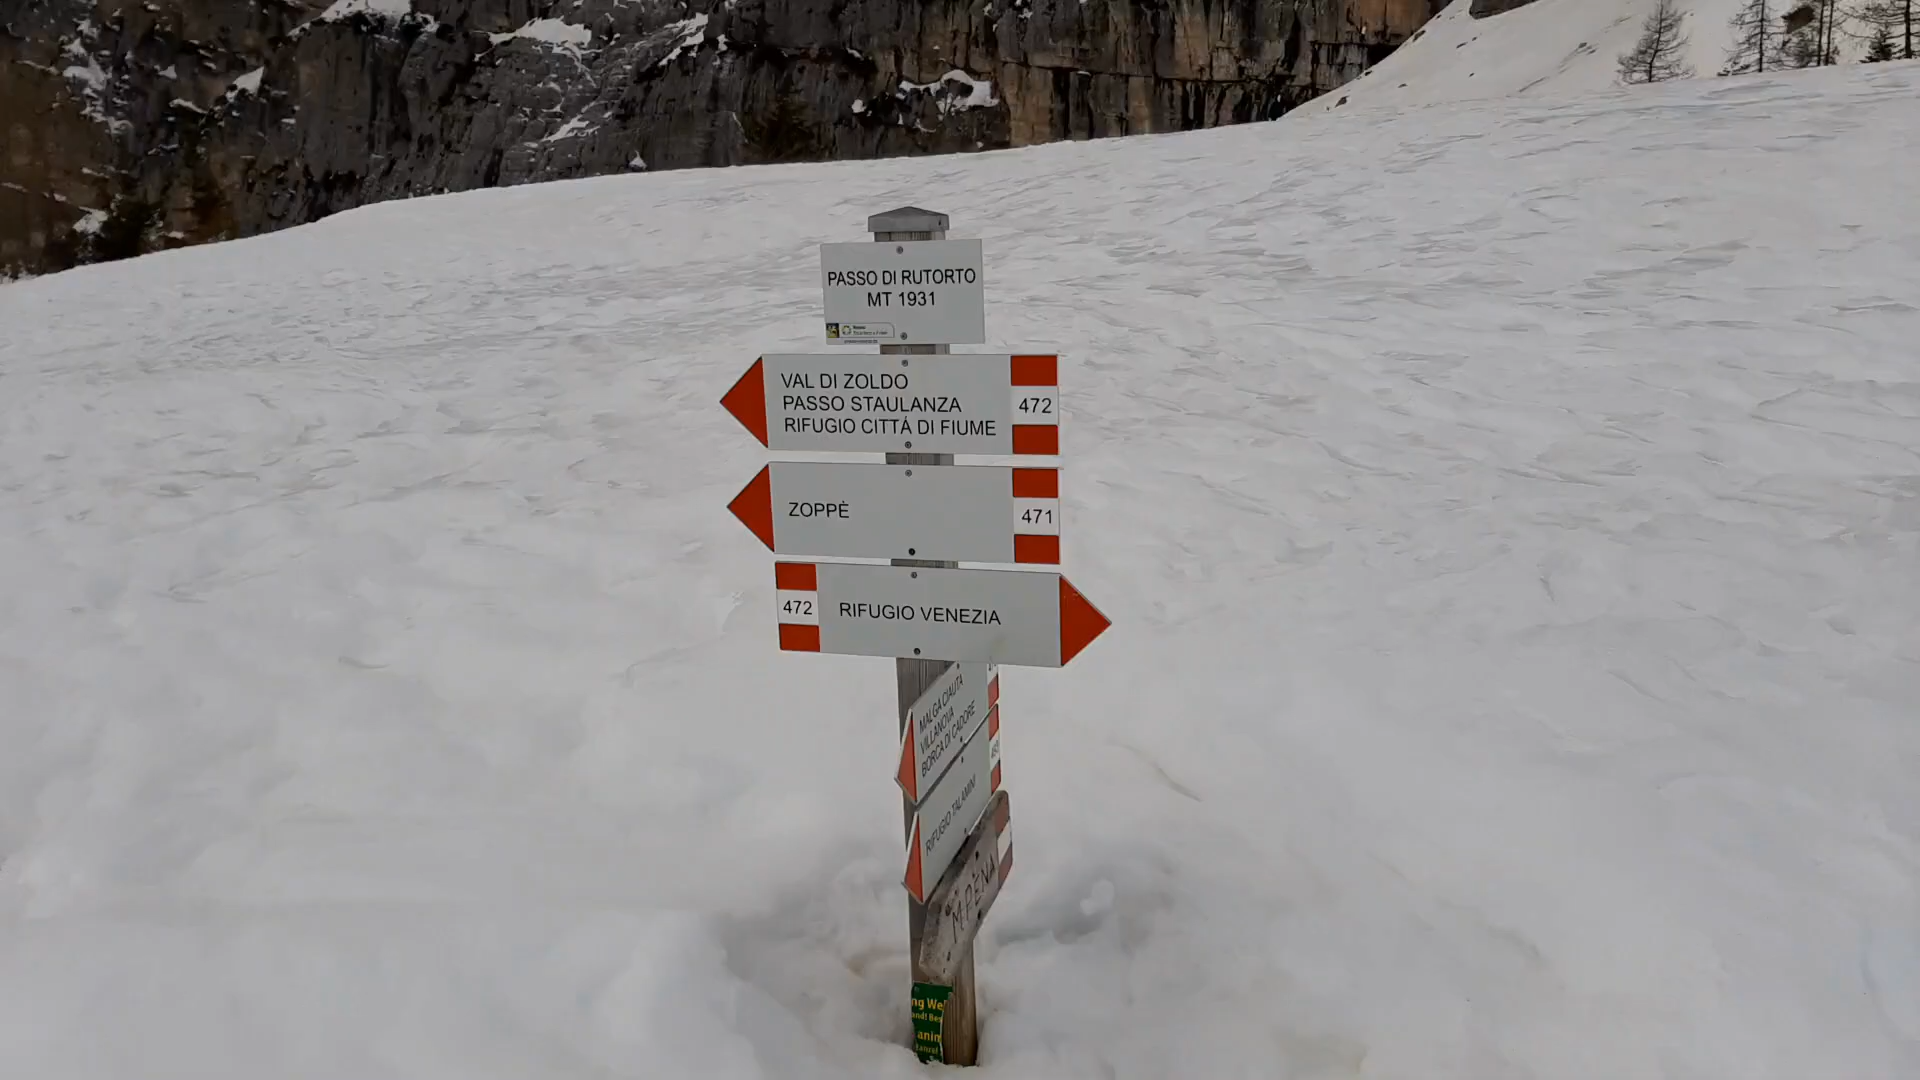 PASSO DI RUTORTO
MT 1931
VAL DI ZOLDO
PASSO STAULANZA
RIFUGIO CITTÀ DI FIUME
472
ZOPPÈ
471
472
RIFUGIO VENEZIA
MALGA CIAUTA
VILLANOVA
BORCA DI CADORE
RIFUGIO TALAMINI
M. PENA